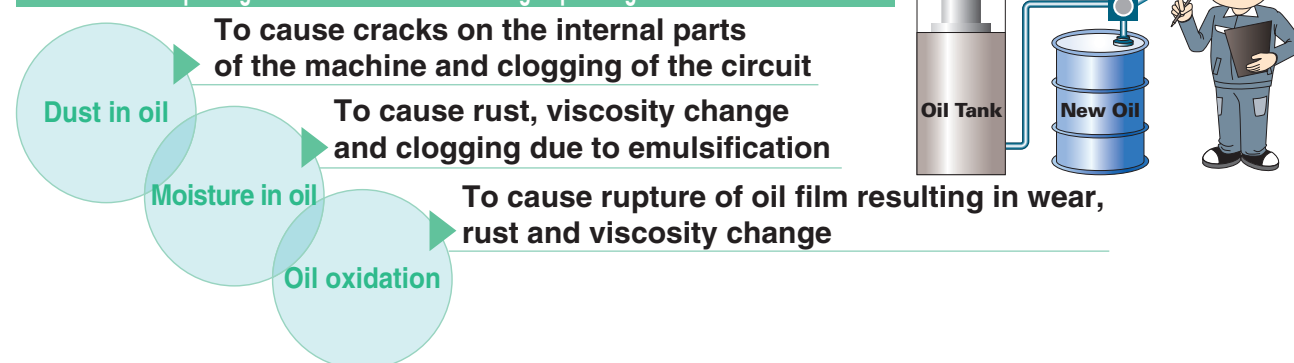 To cause cracks on the internal parts
of the machine and clogging of the circuit
Dust in oil
To cause rust, viscosity change
and clogging due to emulsification
Moisture in oil
To cause rupture of oil film resulting in wear,
rust and viscosity change
Oil oxidation
Oil Tank
New Oil